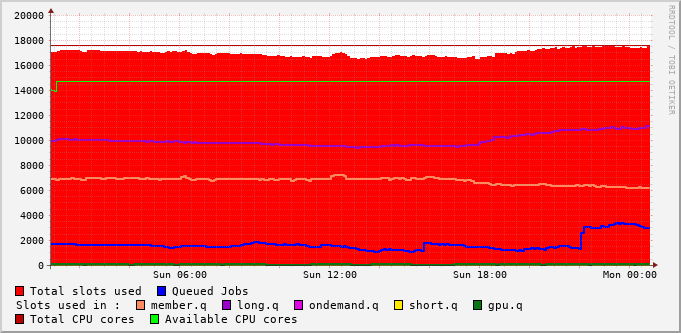 20000
18000
16000
14000
12000
10000
8000
6000
4000
2000
0
Sun 06:00 Sun 12:00 Sun 18:00 Mon 00:00
Total slots used Queued Jobs
Slots used in : member.q long.q ondemand.q short.q gpu.q
Total CPU cores Available CPU cores
RRDTOOL / TOBI OETIKER